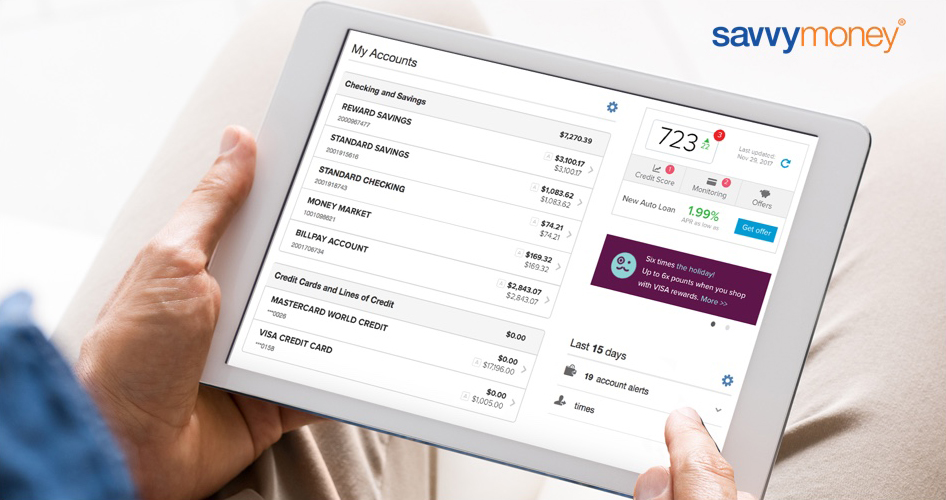 savvymoney®
My Accounts
Checking and Savings
$7,270.39
REWARD SAVINGS
2000967477
$3,100.17
$3,100.17
STANDARD SAVINGS
2001915616
$1,083.62
$1,083.62
STANDARD CHECKING
2001918743
$74.21
$74.21
MONEY MARKET
1001098621
$169.32
$169.32
BILLPAY ACCOUNT
2001706734
$2,843.07
$2,843.07
Credit Cards and Lines of Credit
$0.00
MASTERCARD WORLD CREDIT
***0026
$0.00
$17,196.00
VISA CREDIT CARD
***0158
$0.00
$1,005.00
723
22
3
Last updated:
Nov 29, 2017
1
Credit Score
2
Monitoring
Offers
New Auto Loan
1.99%
APR as low as
Get offer
Six times the holiday!
Up to 6x pounts when you shop
with VISA rewards. More >>
Last 15 days
19 account alerts
times